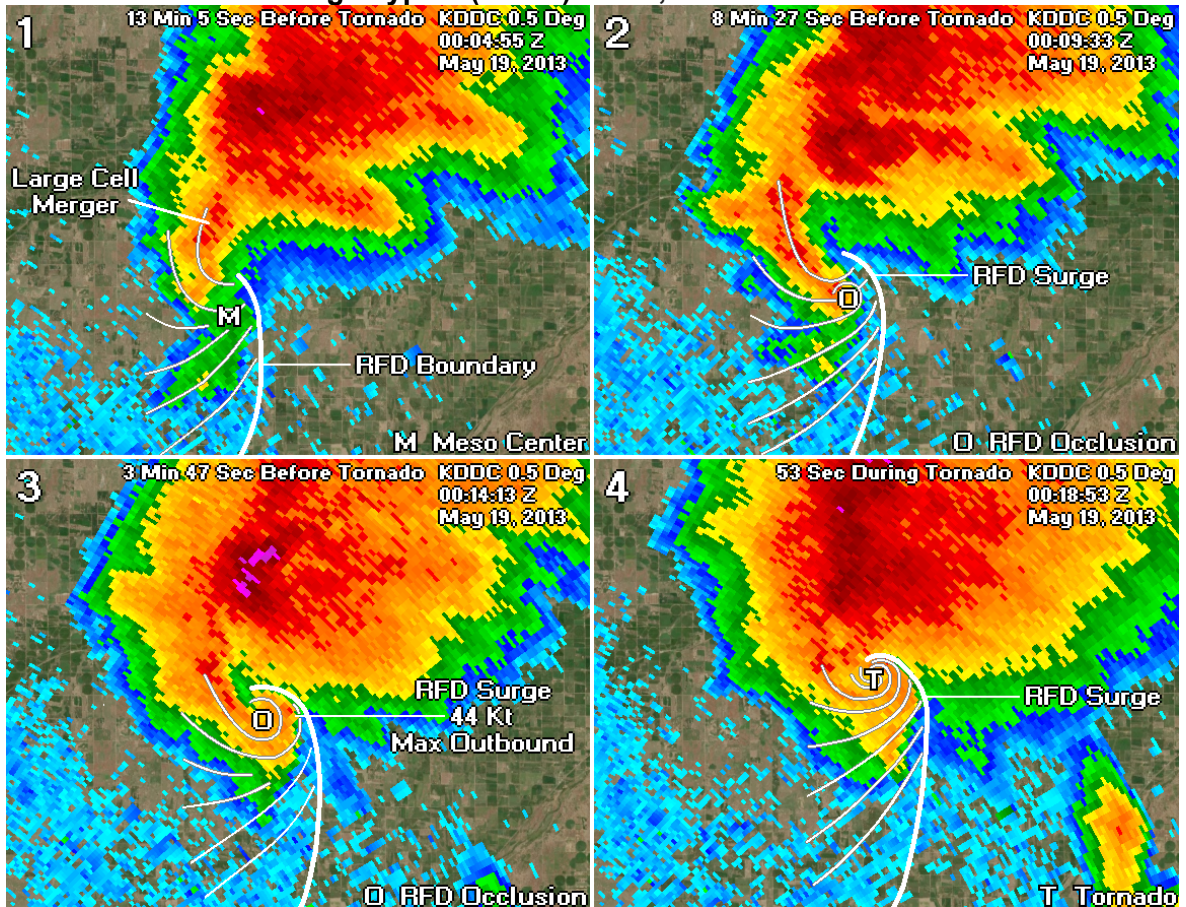 1
13 Min 5 Sec Before Tornado KDDC 0.5 Deg
00:04:55 Z
May 19, 2013
Large Cell
Merger
M
RFD Boundary
M Meso Center
2
8 Min 27 Sec Before Tornado KDDC 0.5 Deg
00:09:33 Z
May 19, 2013
RFD Surge
O
O RFD Occlusion
3
3 Min 47 Sec Before Tornado KDDC 0.5 Deg
00:14:13 Z
May 19, 2013
RFD Surge
44 Kt
Max Outbound
O
O RFD Occlusion
4
53 Sec During Tornado KDDC 0.5 Deg
00:18:53 Z
May 19, 2013
T
RFD Surge
T Tornado